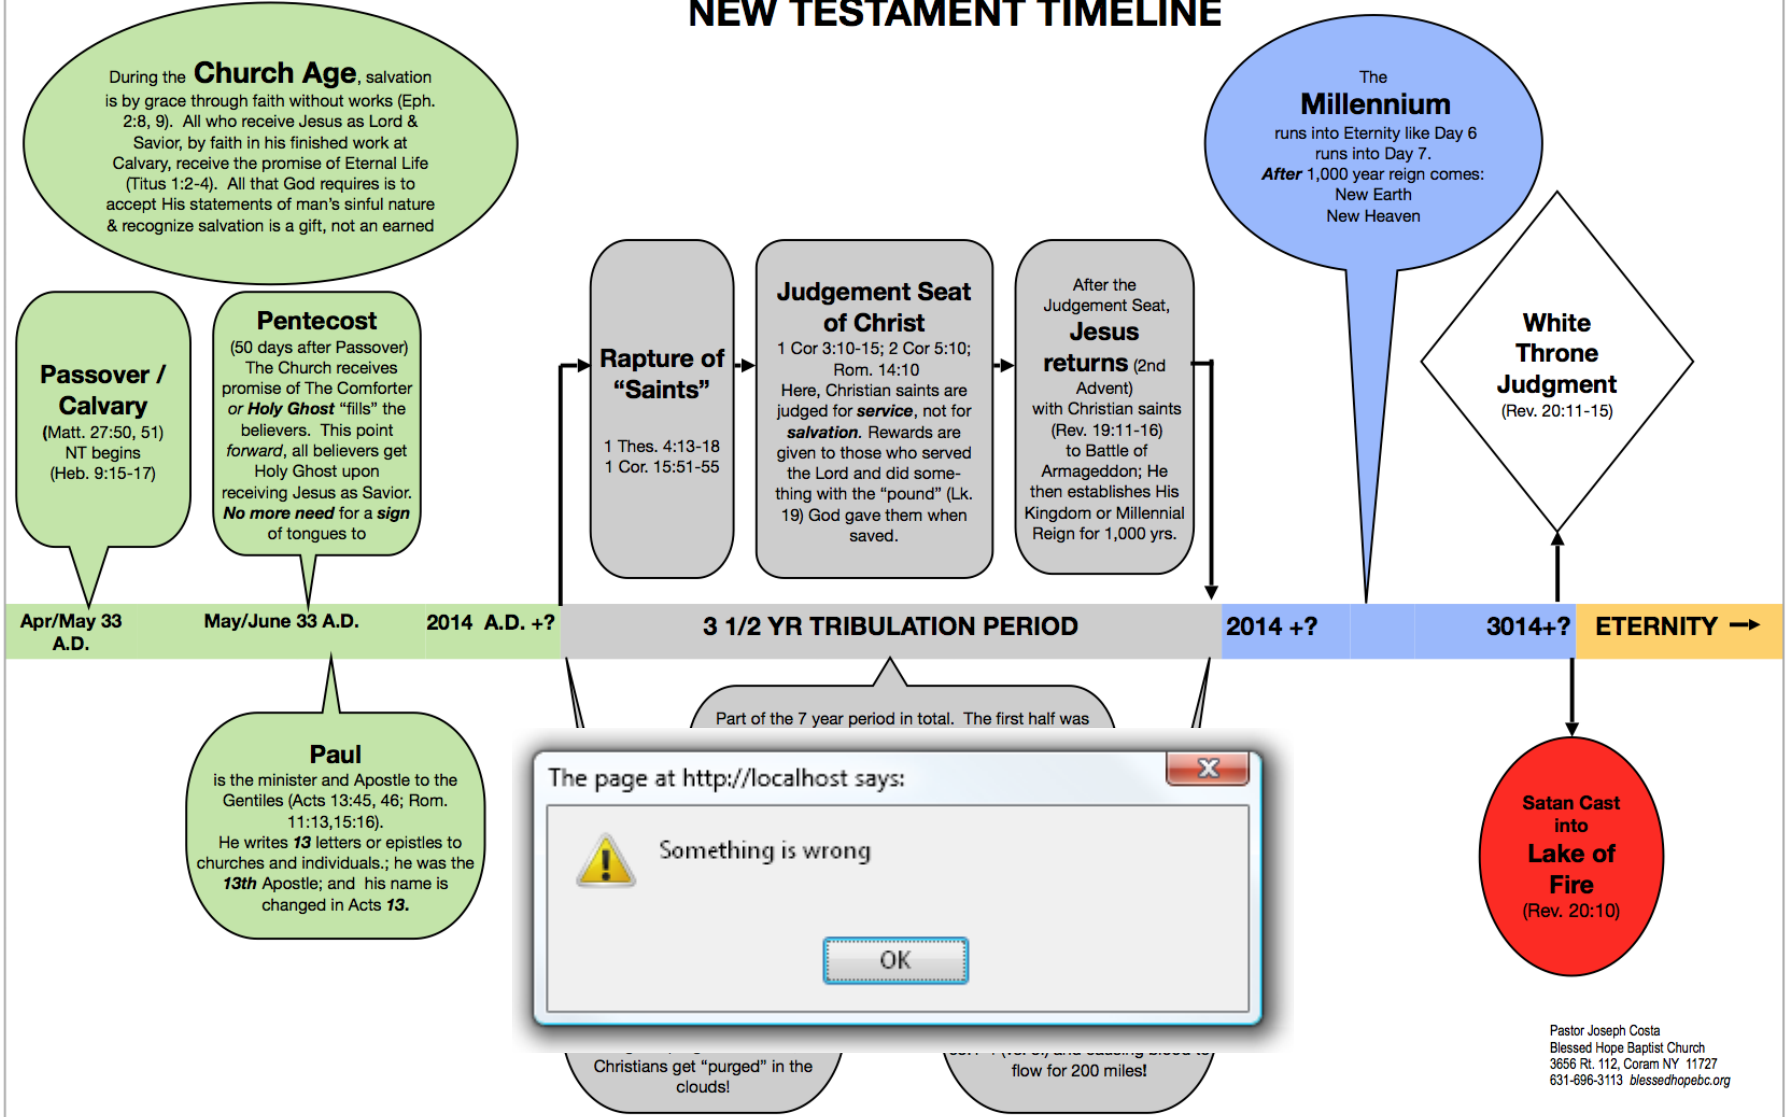 NEW TESTAMENT TIMELINE
During the Church Age, salvation
is by grace through faith without works (Eph.
2:8, 9). All who receive Jesus as Lord &
Savior, by faith in his finished work at
Calvary, receive the promise of Eternal Life
(Titus 1:2-4). All that God requires is to
accept His statements of man's sinful nature
& recognize salvation is a gift, not an earned
The
Millennium
runs into Eternity like Day 6
runs into Day 7.
After 1,000 year reign comes:
New Earth
New Heaven
Passover /
Calvary
(Matt. 27:50, 51)
NT begins
(Heb. 9:15-17)
Pentecost
(50 days after Passover)
The Church receives
promise of The Comforter
or Holy Ghost "fills" the
believers. This point
forward, all believers get
Holy Ghost upon
receiving Jesus as Savior.
No more need for a sign
of tongues to
Rapture of
"Saints"
1 Thes. 4:13-18
1 Cor. 15:51-55
Judgement Seat
of Christ
1 Cor 3:10-15; 2 Cor 5:10;
Rom. 14:10
Here, Christian saints are
judged for service, not for
salvation. Rewards are
given to those who served
the Lord and did some-
thing with the "pound" (Lk.
19) God gave them when
saved.
After the
Judgement Seat,
Jesus
returns (2nd
Advent)
with Christian saints
(Rev. 19:11-16)
to Battle of
Armageddon; He
then establishes His
Kingdom or Millennial
Reign for 1,000 yrs.
White
Throne
Judgment
(Rev. 20:11-15)
Apr/May 33
A.D.
May/June 33 A.D.
2014 A.D. +?
3 1/2 YR TRIBULATION PERIOD
2014 +?
3014+?
ETERNITY
Paul
is the minister and Apostle to the
Gentiles (Acts 13:45, 46; Rom.
11:13,15:16).
He writes 13 letters or epistles to
churches and individuals.; he was the
13th Apostle; and his name is
changed in Acts 13.
Part of the 7 year period in total. The first half was
The page at http://localhost says:
Something is wrong
OK
Christians get "purged" in the
clouds!
flow for 200 miles!
Satan Cast
into
Lake of
Fire
(Rev. 20:10)
Pastor Joseph Costa
Blessed Hope Baptist Church
3656 Rt. 112, Coram NY 11727
631-696-3113 blessedhopebc.org